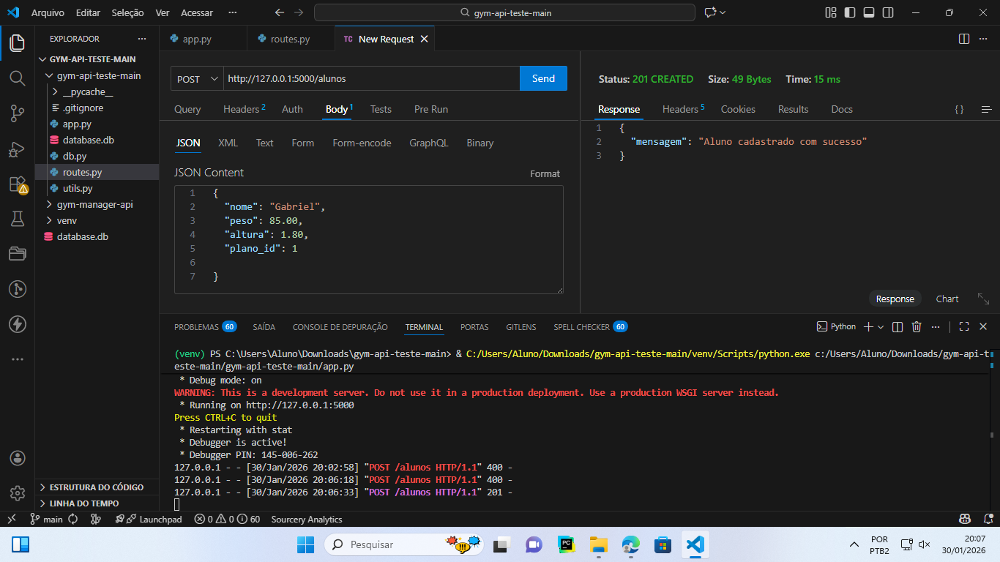 Arquivo Editar Seleção Ver Acessar ···
gym-api-teste-main
EXPLORADOR ···
GYM-API-TESTE-MAIN
gym-api-teste-main
__pycache__
.gitignore
app.py
database.db
db.py
routes.py
utils.py
gym-manager-api
venv
database.db
ESTRUTURA DO CÓDIGO
LINHA DO TEMPO
app.py routes.py TC New Request
POST http://127.0.0.1:5000/alunos Send
Query Headers 2 Auth Body 1 Tests Pre Run
JSON XML Text Form Form-encode GraphQL Binary
JSON Content Format
1 {
2 "nome": "Gabriel",
3 "peso": 85.00,
4 "altura": 1.80,
5 "plano_id": 1
6
7 }
Status: 201 CREATED Size: 49 Bytes Time: 15 ms
Response Headers 5 Cookies Results Docs { }
1 {
2 "mensagem": "Aluno cadastrado com sucesso"
3 }
Response Chart
PROBLEMAS 60 SAÍDA CONSOLE DE DEPURAÇÃO TERMINAL PORTAS GITLENS SPELL CHECKER 60 Python
(venv) PS C:\Users\Aluno\Downloads\gym-api-teste-main> & C:/Users/Aluno/Downloads/gym-api-teste-main/venv/Scripts/python.exe c:/Users/Aluno/Downloads/gym-api-t
este-main/gym-api-teste-main/app.py
* Debug mode: on
WARNING: This is a development server. Do not use it in a production deployment. Use a production WSGI server instead.
* Running on http://127.0.0.1:5000
Press CTRL+C to quit
* Restarting with stat
* Debugger is active!
* Debugger PIN: 145-006-262
127.0.0.1 - - [30/Jan/2026 20:02:58] "POST /alunos HTTP/1.1" 400 -
127.0.0.1 - - [30/Jan/2026 20:06:18] "POST /alunos HTTP/1.1" 400 -
127.0.0.1 - - [30/Jan/2026 20:06:33] "POST /alunos HTTP/1.1" 201 -
main Launchpad 0 0 60 Sourcery Analytics
Pesquisar
PC
POR
PTB2
20:07
30/01/2026